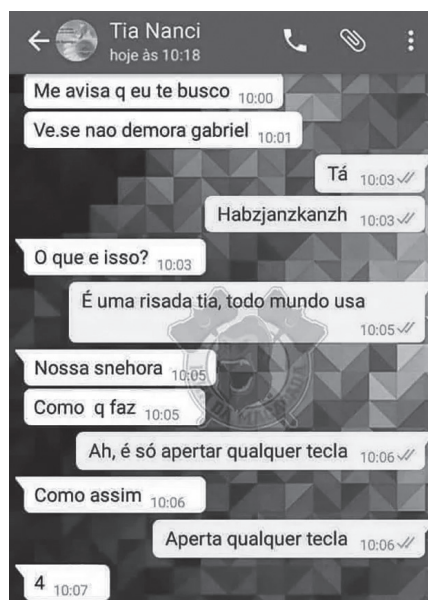 Tia Nanci
hoje às 10:18
Me avisa q eu te busco 10:00
Ve.se nao demora gabriel 10:01
Tá 10:03
Habzjanzkanzh 10:03
O que e isso? 10:03
É uma risada tia, todo mundo usa
10:05
Nossa snehora 10:05
Como q faz 10:05
Ah, é só apertar qualquer tecla 10:06
Como assim 10:06
Aperta qualquer tecla 10:06
4 10:07